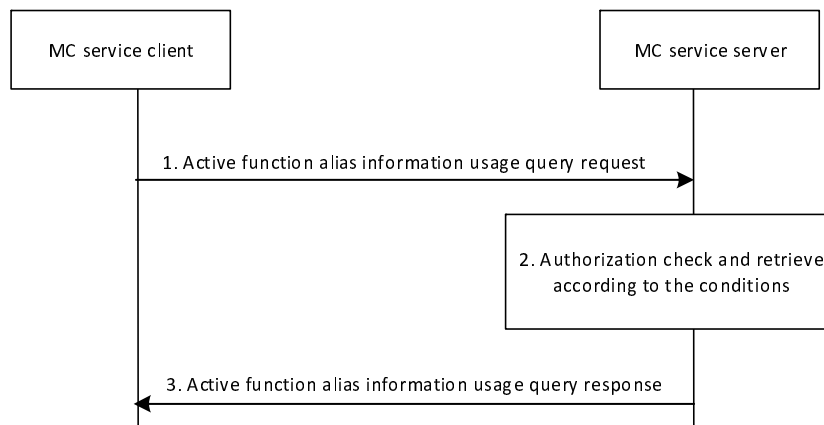 MC service client
MC service server
1. Active function alias information usage query request
2. Authorization check and retrieve
according to the conditions
3. Active function alias information usage query response